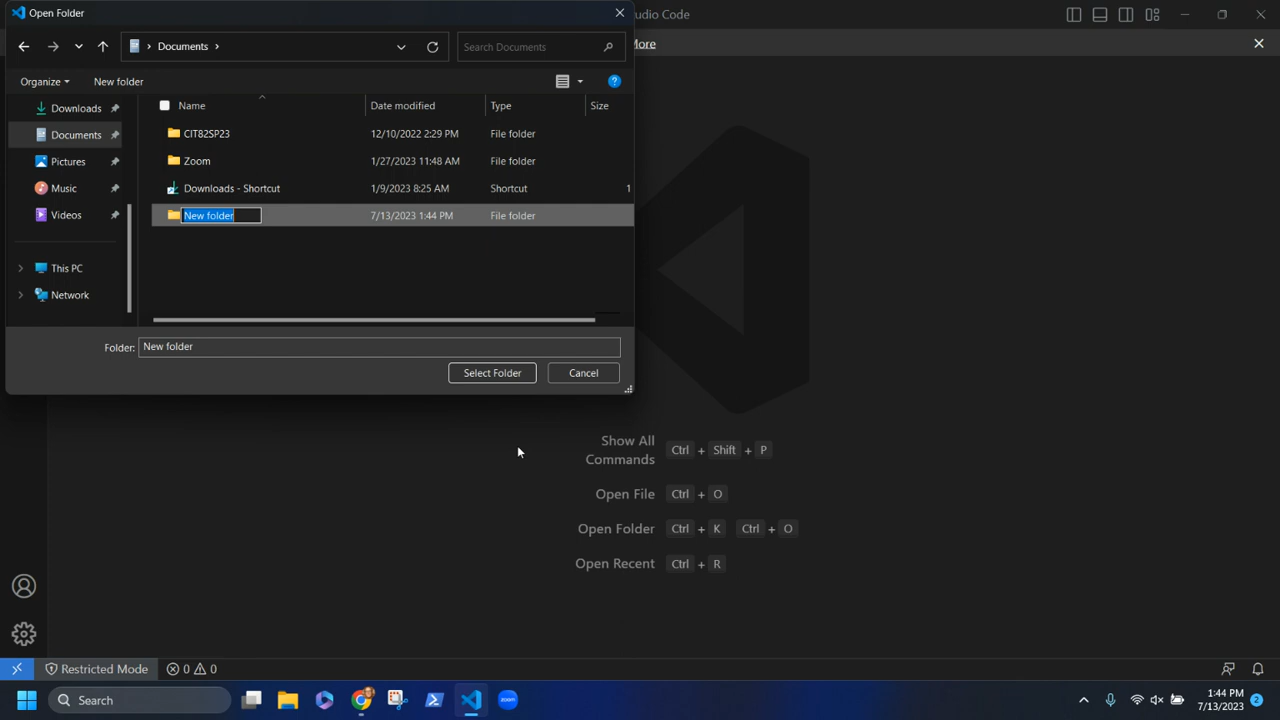 Open Folder
udio Code
Documents
Search Documents
More
Organize
New folder
Downloads
Documents
Pictures
Music
Videos
This PC
Network
Name
Date modified
Type
Size
CIT82SP23
12/10/2022 2:29 PM
File folder
Zoom
1/27/2023 11:48 AM
File folder
Downloads - Shortcut
1/9/2023 8:25 AM
Shortcut
1
New folder
7/13/2023 1:44 PM
File folder
Folder:
New folder
Select Folder
Cancel
Show All
Commands
Ctrl + Shift + P
Open File
Ctrl + O
Open Folder
Ctrl + K Ctrl + O
Open Recent
Ctrl + R
Restricted Mode
0
0
Search
1:44 PM
7/13/2023
2